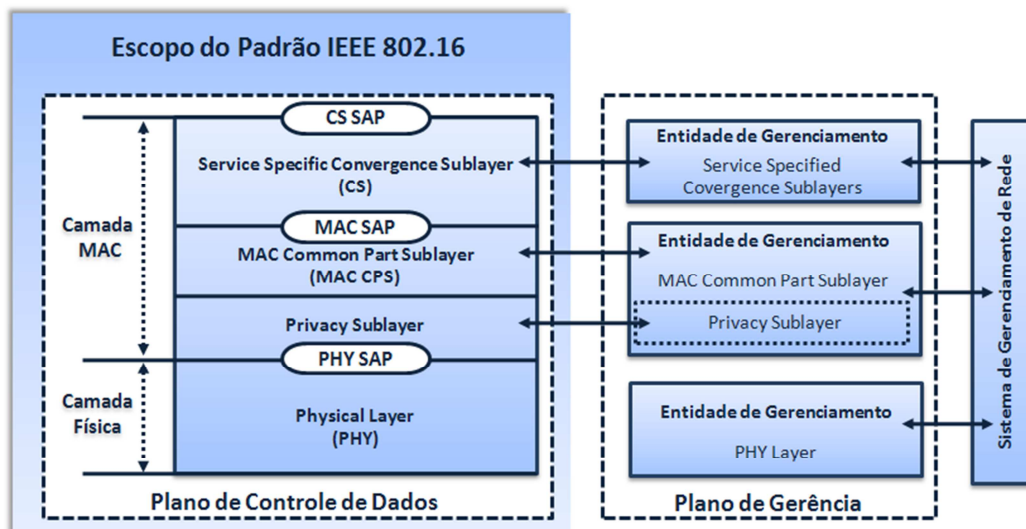 Escopo do Padrão IEEE 802.16
CS SAP
Service Specific Convergence Sublayer
(CS)
MAC SAP
MAC Common Part Sublayer
(MAC CPS)
Privacy Sublayer
PHY SAP
Physical Layer
(PHY)
Camada
MAC
Camada
Física
Plano de Controle de Dados
Entidade de Gerenciamento
Service Specified
Covergence Sublayers
Entidade de Gerenciamento
MAC Common Part Sublayer
Privacy Sublayer
Entidade de Gerenciamento
PHY Layer
Plano de Gerência
Sistema de Gerenciamento de Rede